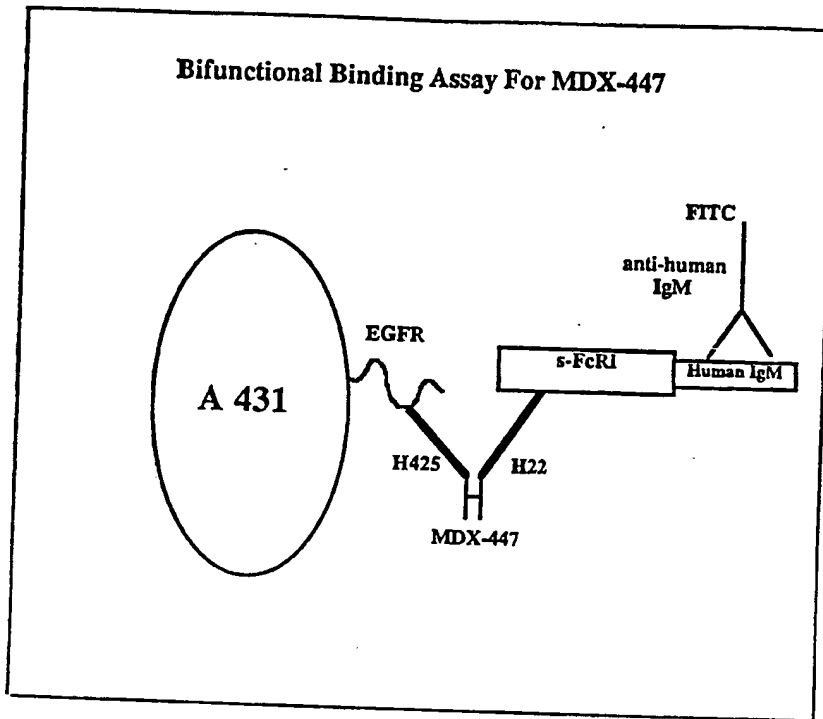 Bifunctional Binding Assay For MDX-447
FITC
anti-human
IgM
EGFR
s-FcRI
Human IgM
A 431
H425
H22
MDX-447